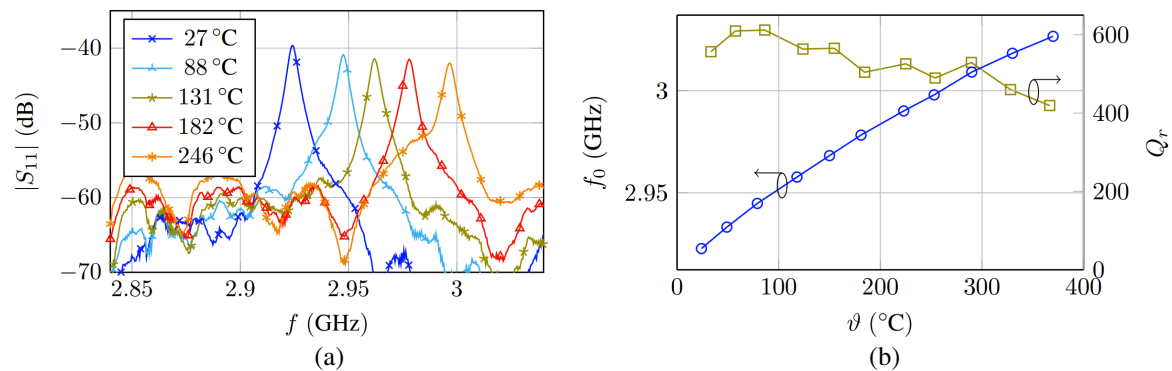 −40
−50
−60
−70
|S₁₁| (dB)
27 °C
88 °C
131 °C
182 °C
246 °C
2.85
2.9
2.95
3
f (GHz)
(a)
3
2.95
f₀ (GHz)
600
400
200
0
Qᵣ
0
100
200
300
400
ϑ (°C)
(b)